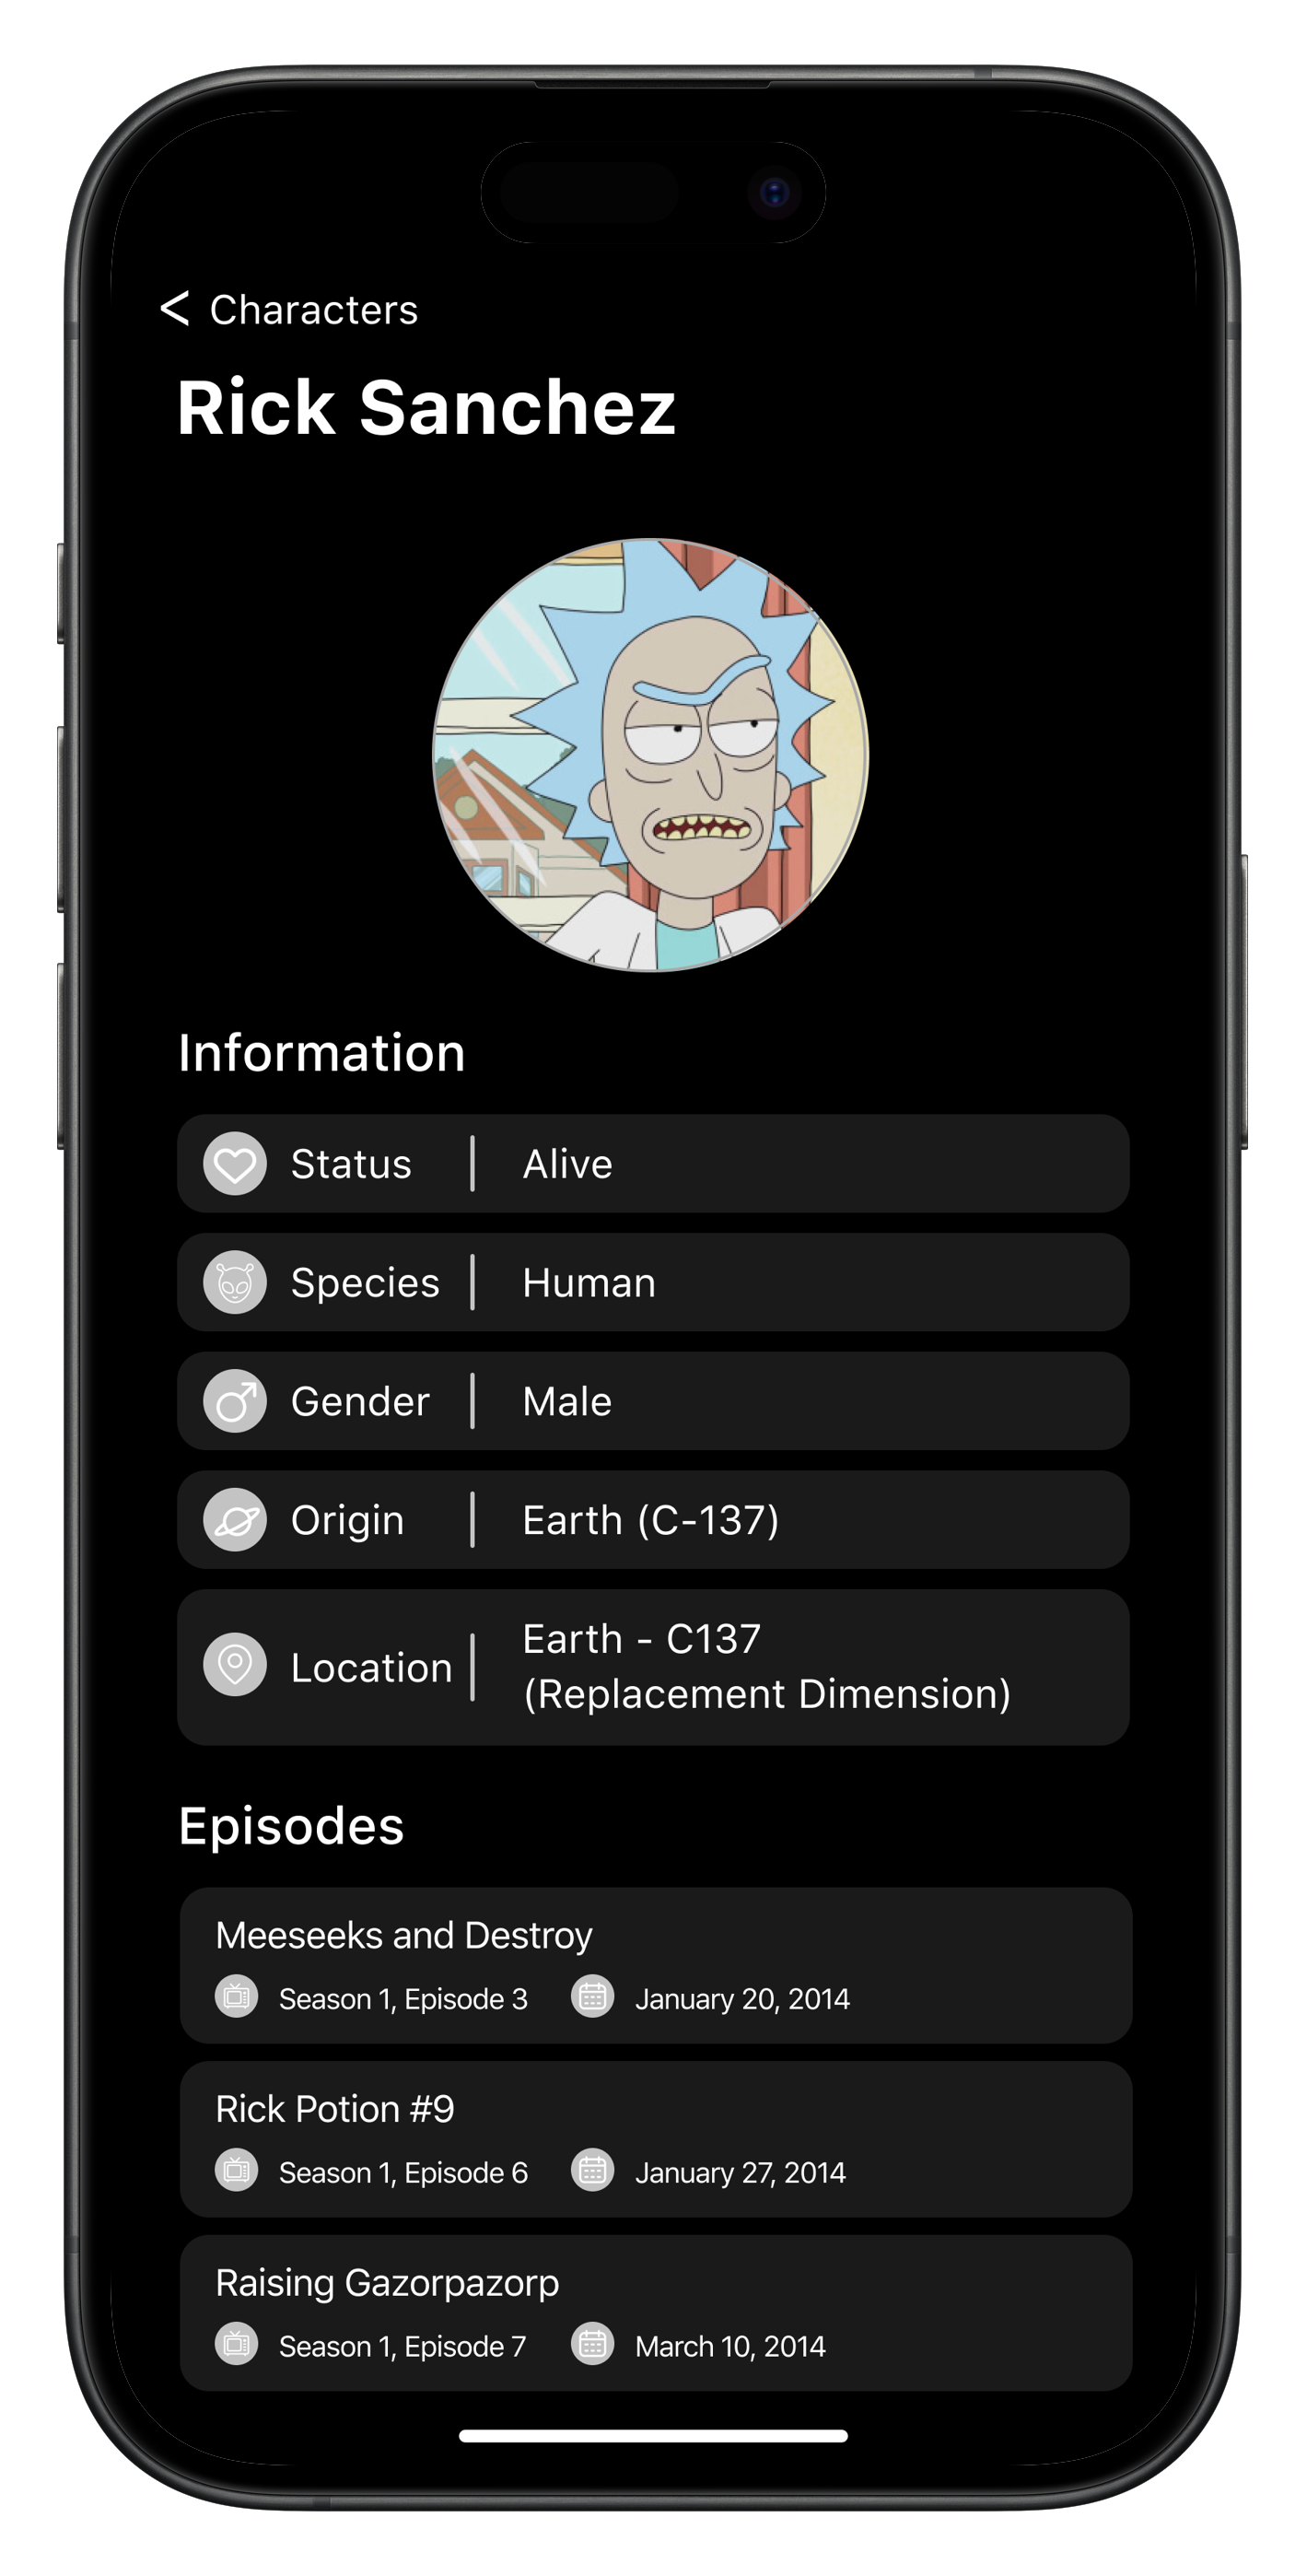 < Characters
Rick Sanchez
Information
Status | Alive
Species | Human
Gender | Male
Origin | Earth (C-137)
Location | Earth - C137
(Replacement Dimension)
Episodes
Meeseeks and Destroy
Season 1, Episode 3 January 20, 2014
Rick Potion #9
Season 1, Episode 6 January 27, 2014
Raising Gazorpazorp
Season 1, Episode 7 March 10, 2014